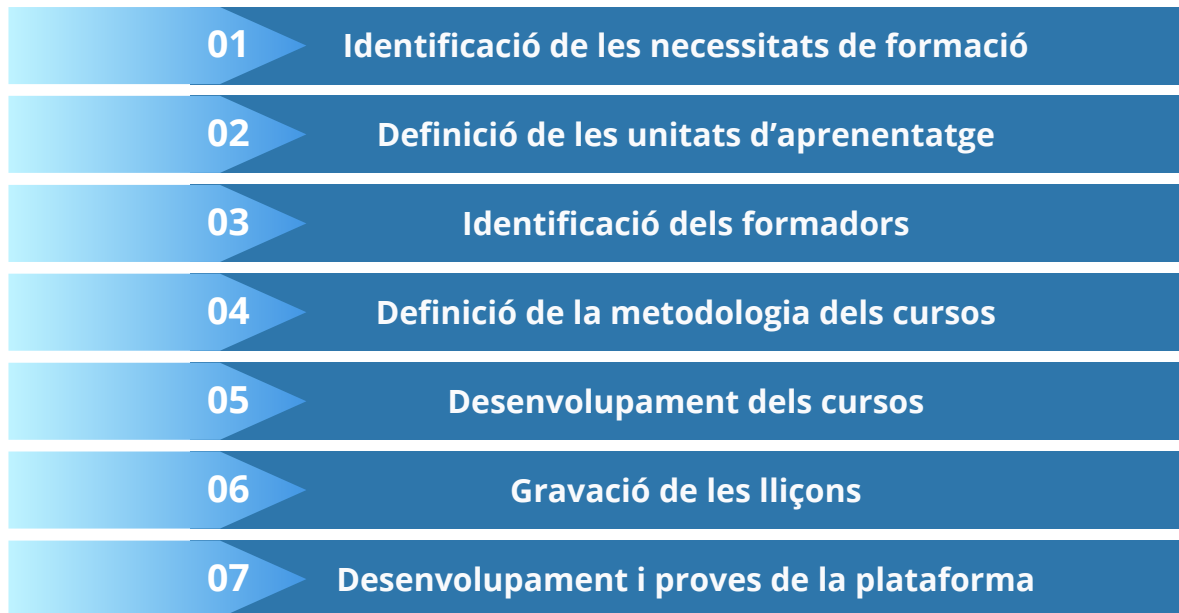 01 Identificació de les necessitats de formació
02 Definició de les unitats d’aprenentatge
03 Identificació dels formadors
04 Definició de la metodologia dels cursos
05 Desenvolupament dels cursos
06 Gravació de les lliçons
07 Desenvolupament i proves de la plataforma